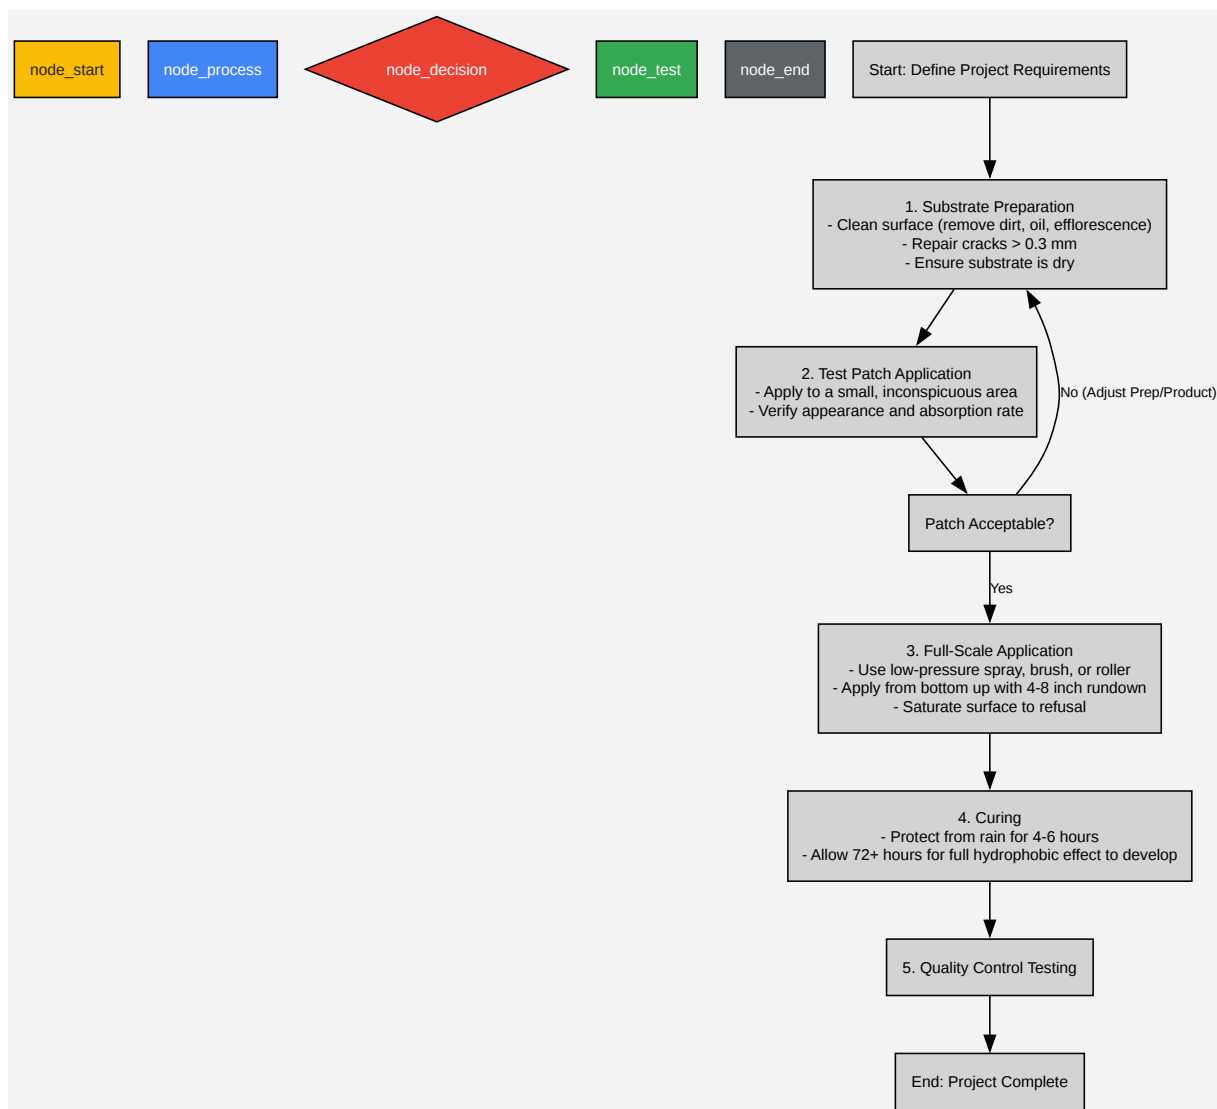 node_start
node_process
node_decision
node_test
node_end
Start: Define Project Requirements
1. Substrate Preparation
- Clean surface (remove dirt, oil, efflorescence)
- Repair cracks > 0.3 mm
- Ensure substrate is dry
2. Test Patch Application
- Apply to a small, inconspicuous area
- Verify appearance and absorption rate
No (Adjust Prep/Product)
Patch Acceptable?
Yes
3. Full-Scale Application
- Use low-pressure spray, brush, or roller
- Apply from bottom up with 4-8 inch rundown
- Saturate surface to refusal
4. Curing
- Protect from rain for 4-6 hours
- Allow 72+ hours for full hydrophobic effect to develop
5. Quality Control Testing
End: Project Complete